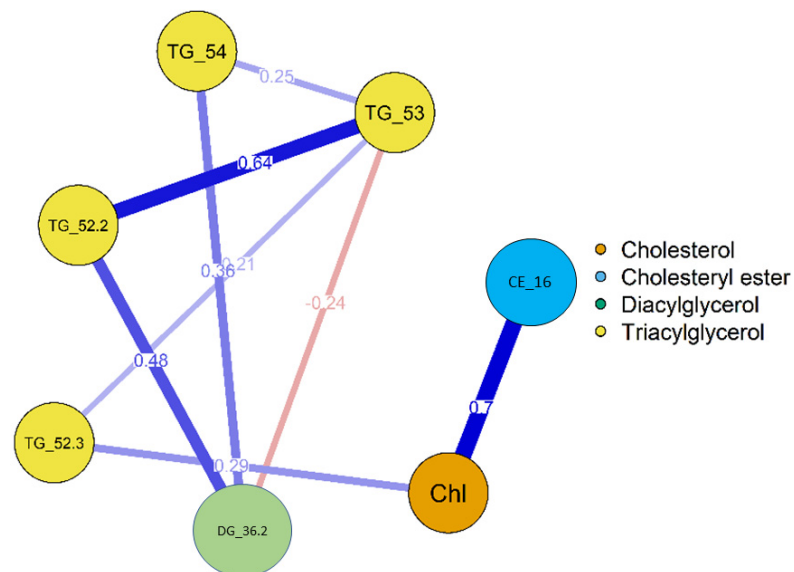 TG_54
0.25
TG_53
0.64
TG_52.2
0.36
0.21
CE_16
-0.24
0.48
0.7
TG_52.3
0.29
Chl
DG_36.2
Cholesterol
Cholesteryl ester
Diacylglycerol
Triacylglycerol